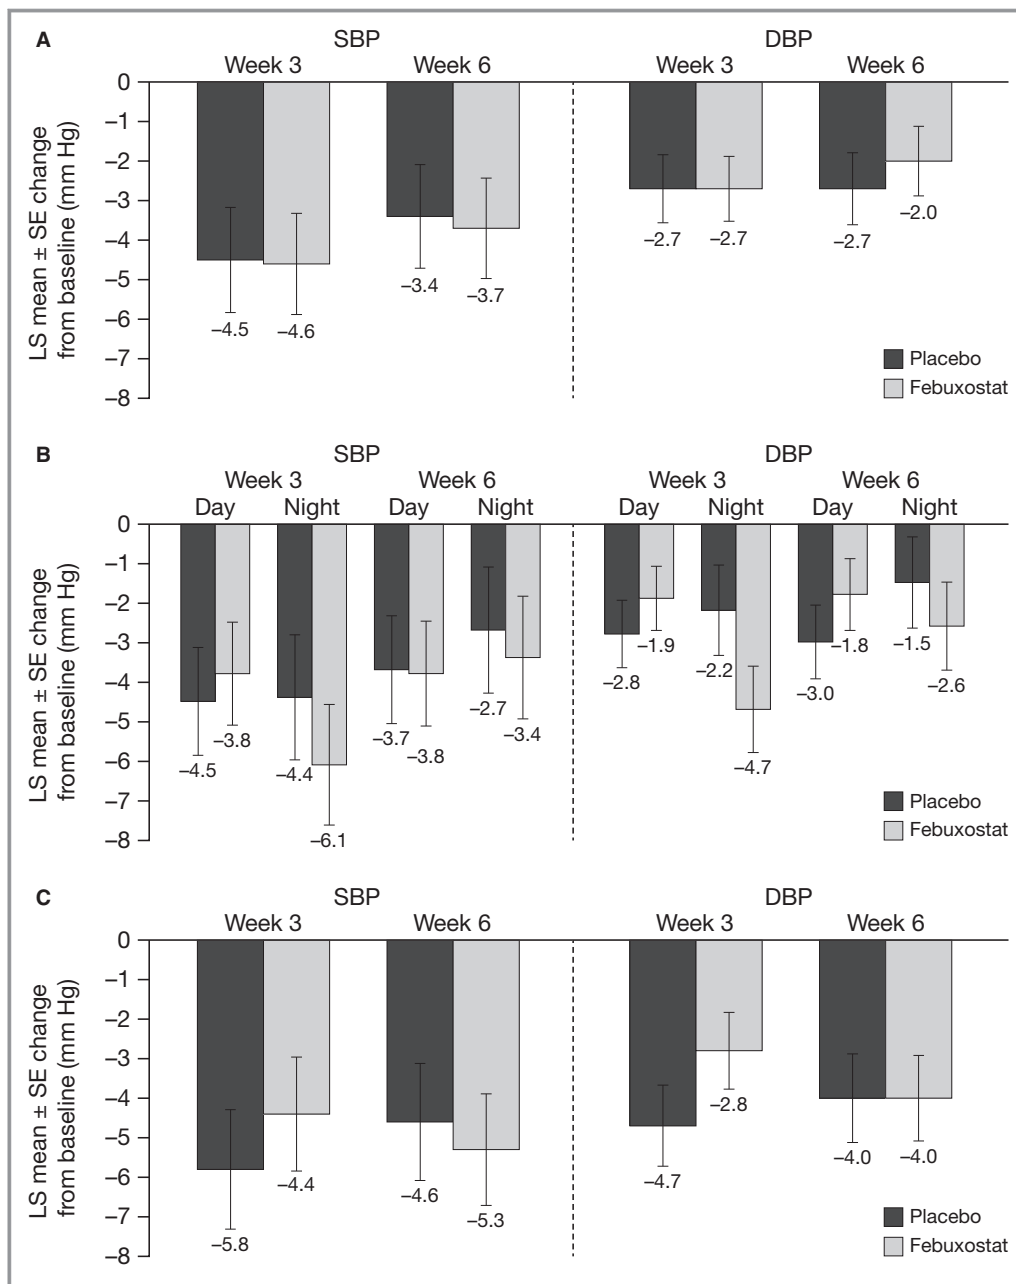 A
SBP DBP
Week 3 Week 6 Week 3 Week 6
LS mean ± SE change
from baseline (mm Hg)
0
−1
−2
−3
−4
−5
−6
−7
−8
−4.5 −4.6 −3.4 −3.7 −2.7 −2.7 −2.7 −2.0
Placebo
Febuxostat
B
SBP DBP
Week 3 Week 6 Week 3 Week 6
Day Night Day Night Day Night Day Night
LS mean ± SE change
from baseline (mm Hg)
0
−1
−2
−3
−4
−5
−6
−7
−8
−4.5 −3.8 −4.4 −6.1 −3.7 −3.8 −2.7 −3.4 −2.8 −1.9 −2.2 −4.7 −3.0 −1.8 −1.5 −2.6
Placebo
Febuxostat
C
SBP DBP
Week 3 Week 6 Week 3 Week 6
LS mean ± SE change
from baseline (mm Hg)
0
−1
−2
−3
−4
−5
−6
−7
−8
−5.8 −4.4 −4.6 −5.3 −4.7 −2.8 −4.0 −4.0
Placebo
Febuxostat